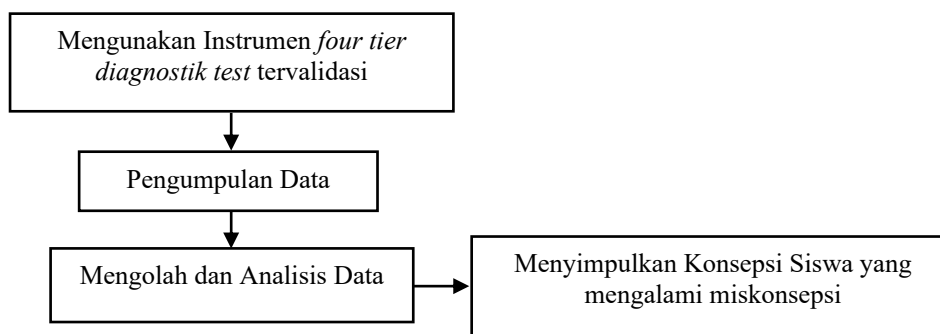 Mengunakan Instrumen four tier
diagnostik test tervalidasi
Pengumpulan Data
Mengolah dan Analisis Data
Menyimpulkan Konsepsi Siswa yang
mengalami miskonsepsi